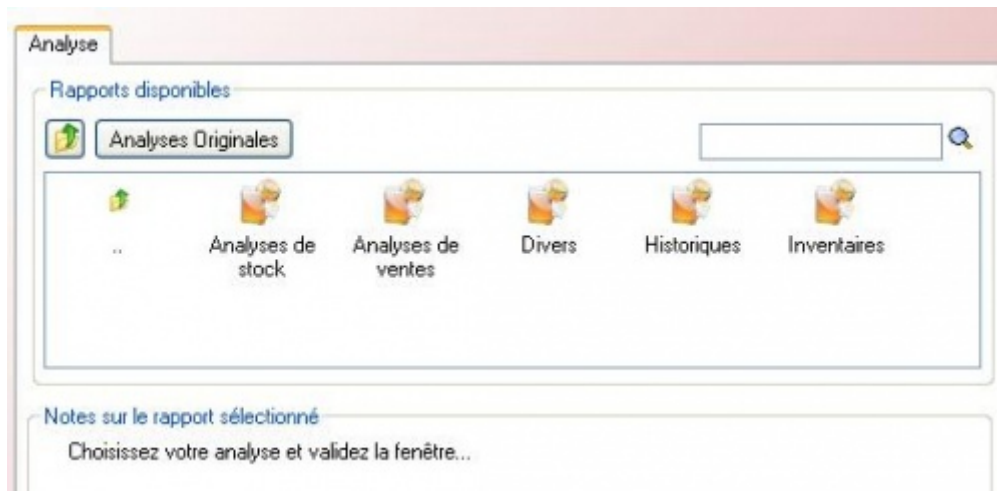 Analyse
Rapports disponibles
Analyses Originales
..
Analyses de stock
Analyses de ventes
Divers
Historiques
Inventaires
Notes sur le rapport sélectionné
Choisissez votre analyse et validez la fenêtre...